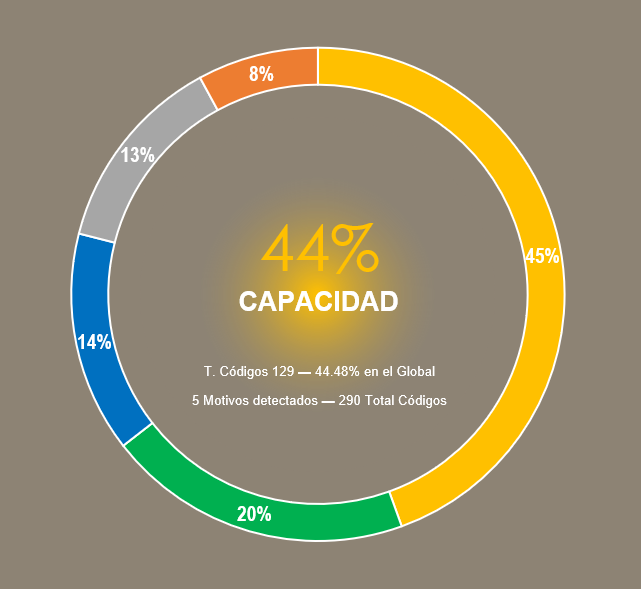 8%
13%
44%
45%
CAPACIDAD
14%
T. Códigos 129 — 44.48% en el Global
5 Motivos detectados — 290 Total Códigos
20%